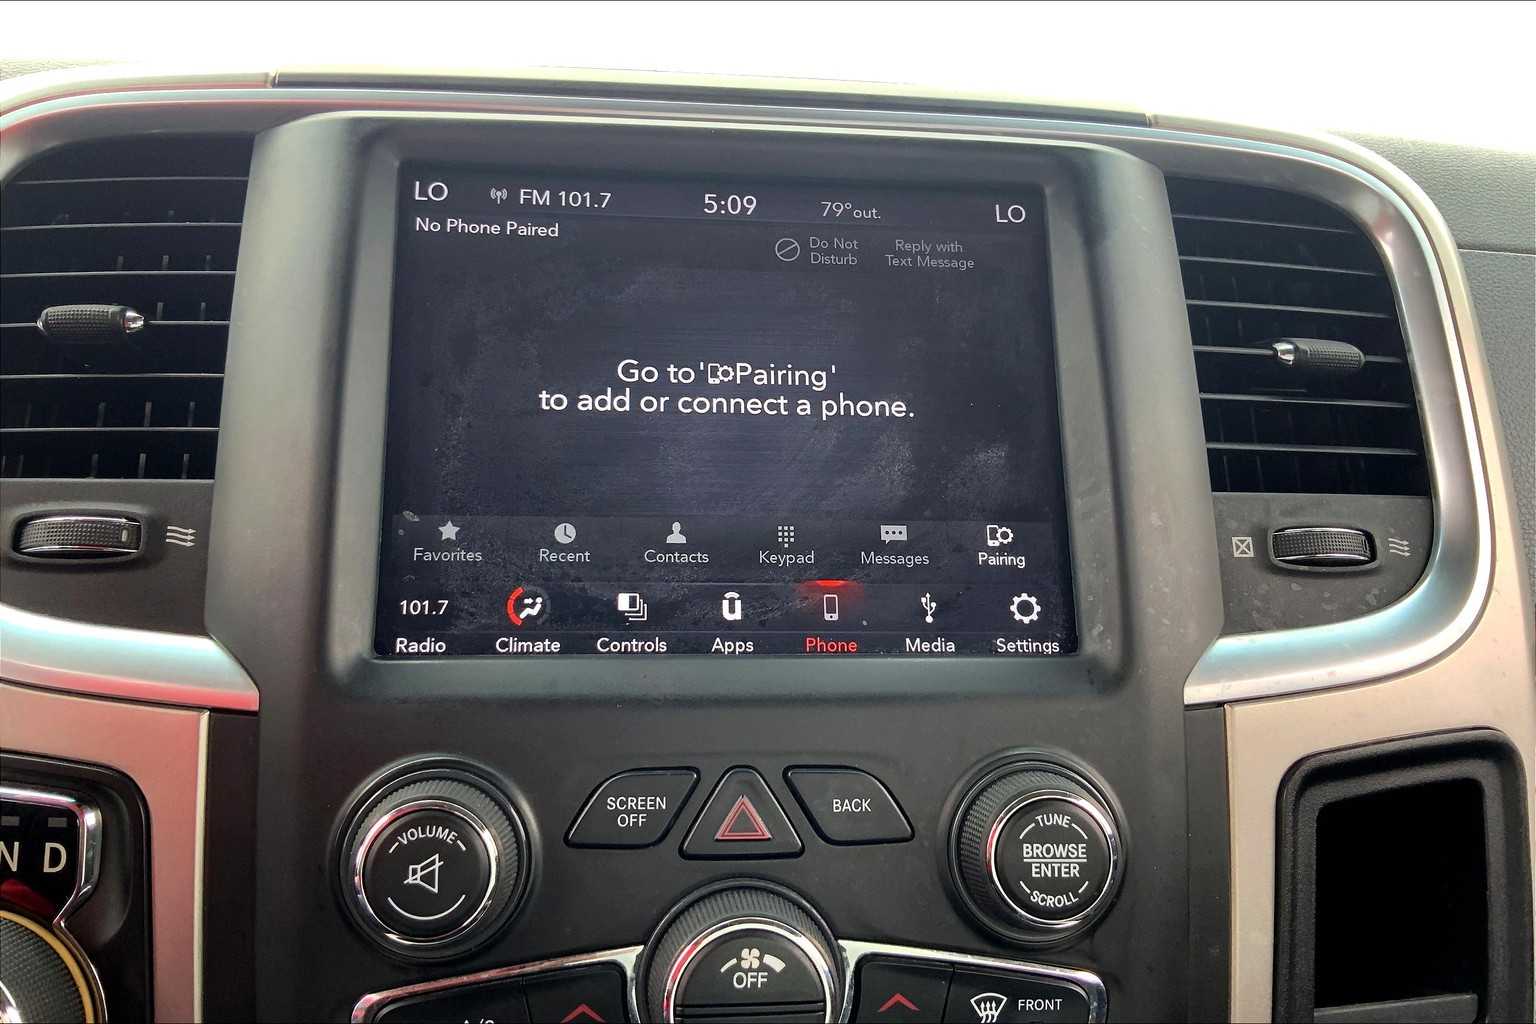 LO FM 101.7 5:09 79°out. LO
No Phone Paired
Do Not
Disturb
Reply with
Text Message
Go to 'Pairing'
to add or connect a phone.
Favorites Recent Contacts Keypad Messages Pairing
101.7
Radio Climate Controls Apps Phone Media Settings
VOLUME
SCREEN
OFF
BACK
TUNE
BROWSE
ENTER
SCROLL
N D
OFF
FRONT